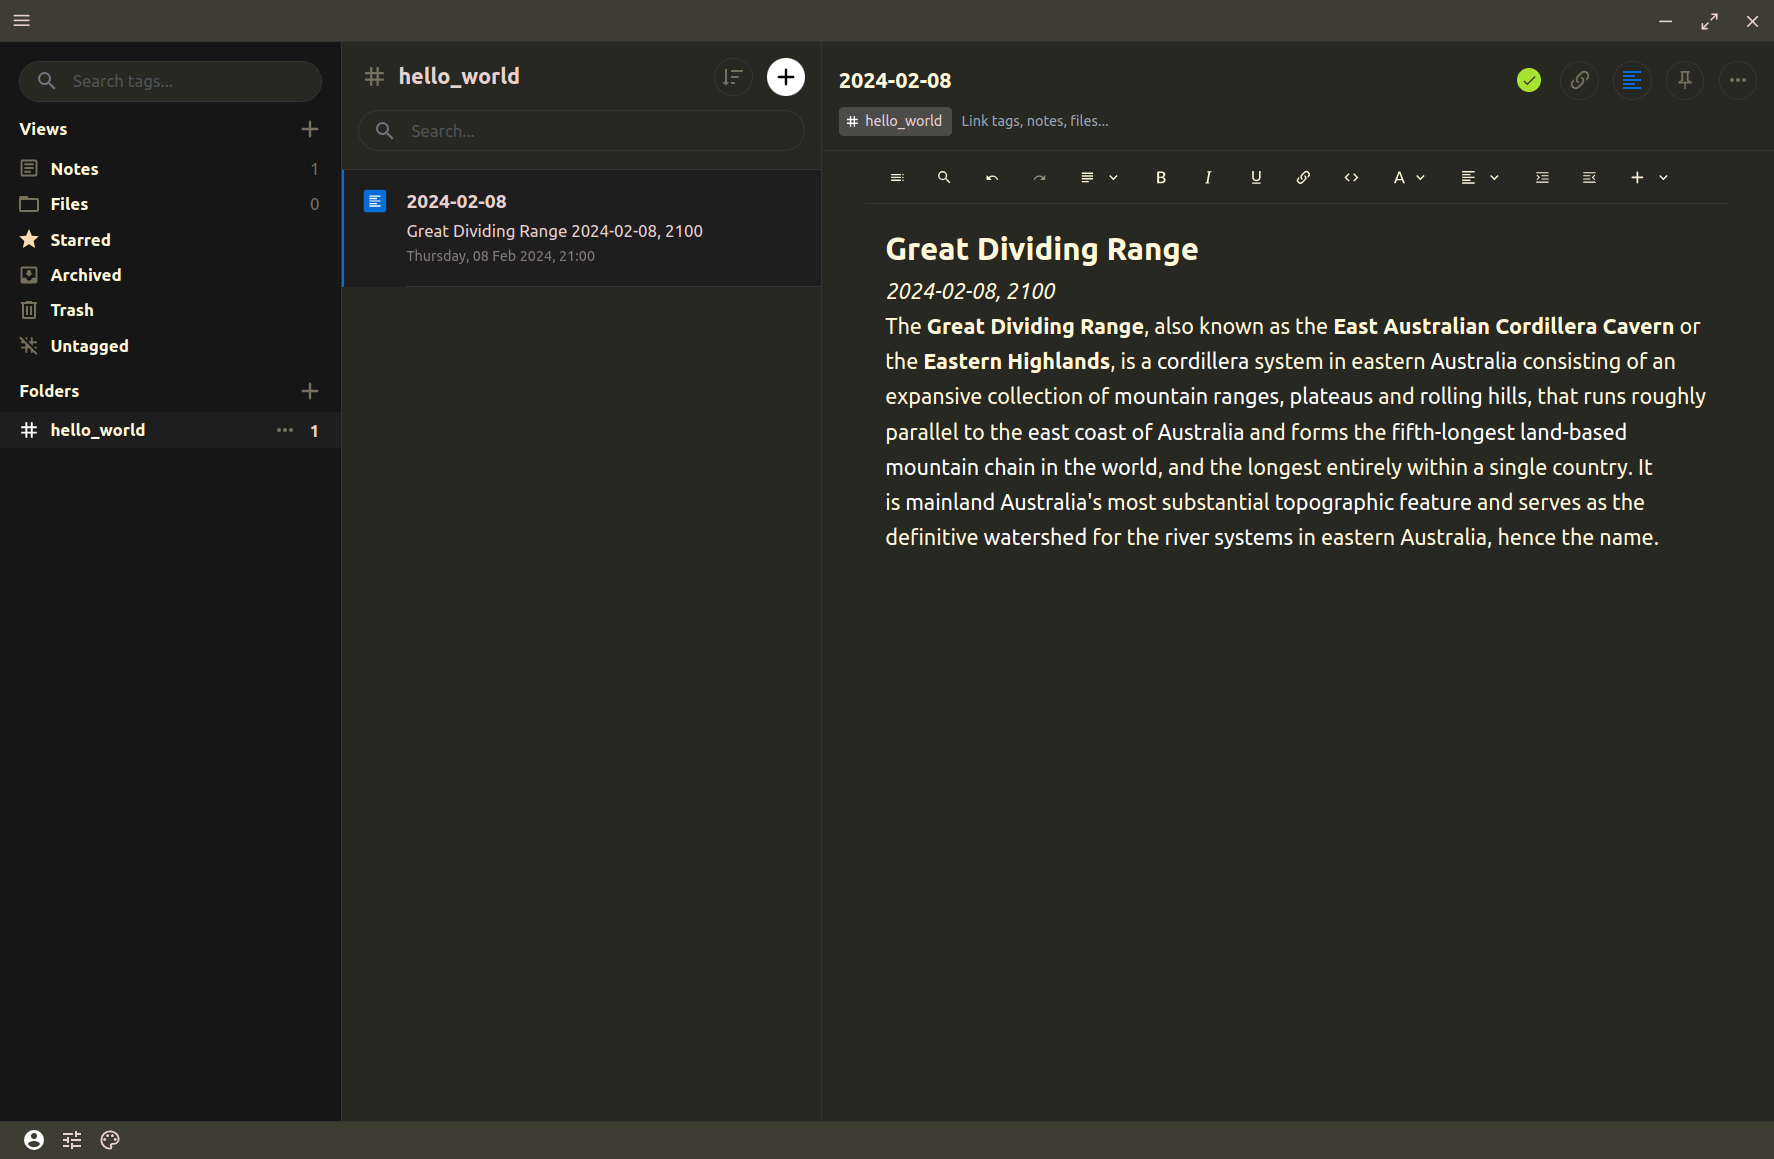 Search tags...
Views
Notes 1
Files 0
Starred
Archived
Trash
Untagged
Folders
# hello_world ··· 1
# hello_world
Search...
2024-02-08
Great Dividing Range 2024-02-08, 2100
Thursday, 08 Feb 2024, 21:00
2024-02-08
# hello_world Link tags, notes, files...
B I U <> A
Great Dividing Range
2024-02-08, 2100
The Great Dividing Range, also known as the East Australian Cordillera Cavern or
the Eastern Highlands, is a cordillera system in eastern Australia consisting of an
expansive collection of mountain ranges, plateaus and rolling hills, that runs roughly
parallel to the east coast of Australia and forms the fifth-longest land-based
mountain chain in the world, and the longest entirely within a single country. It
is mainland Australia's most substantial topographic feature and serves as the
definitive watershed for the river systems in eastern Australia, hence the name.